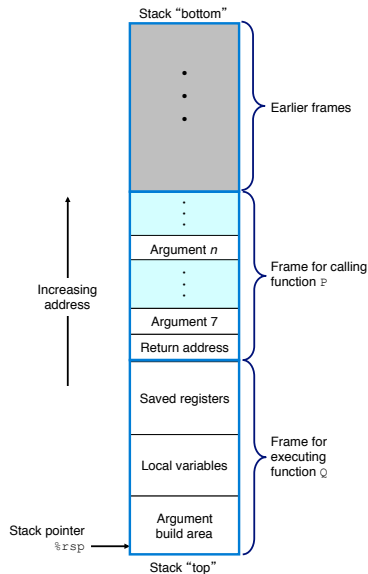 Stack “bottom”
Earlier frames
Argument n
Frame for calling
function P
Increasing
address
Argument 7
Return address
Saved registers
Frame for
executing
function Q
Local variables
Argument
build area
Stack pointer
%rsp
Stack “top”